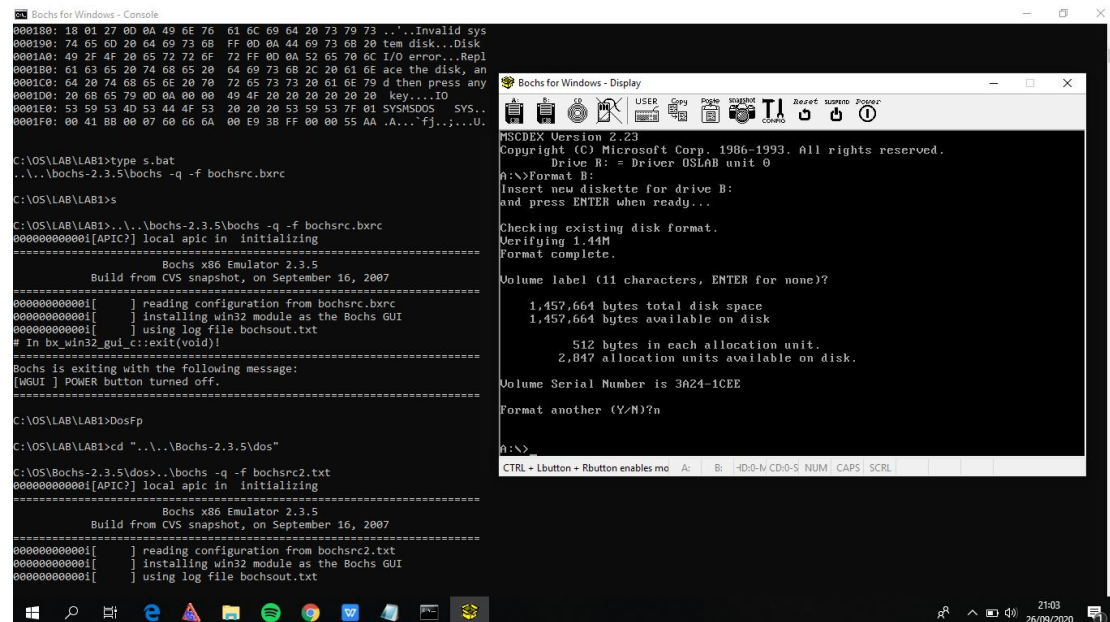 Bochs for Windows - Console
000180: 18 01 27 0D 0A 49 6E 76 61 6C 69 64 20 73 79 73 ..'..Invalid sys
000190: 74 65 6D 20 64 69 73 6B FF 0D 0A 44 69 73 6B 20 tem disk...Disk
0001A0: 49 2F 4F 20 65 72 72 6F 72 FF 0D 0A 52 65 70 6C I/O error...Repl
0001B0: 61 63 65 20 74 68 65 20 64 69 73 6B 2C 20 61 6E ace the disk, an
0001C0: 64 20 74 68 65 6E 20 70 72 65 73 73 20 61 6E 79 d then press any
0001D0: 20 6B 65 79 0D 0A 00 00 49 4F 20 20 20 20 20 20 key....IO
0001E0: 53 59 53 4D 53 44 4F 53 20 20 20 53 59 53 7F 01 SYSMSDOS SYS..
0001F0: 00 41 BB 00 07 60 66 6A 00 E9 3B FF 00 00 55 AA .A...`fj..;...U.
C:\OS\LAB\LAB1>type s.bat
..\..\bochs-2.3.5\bochs -q -f bochsrc.bxrc
C:\OS\LAB\LAB1>s
C:\OS\LAB\LAB1>..\..\bochs-2.3.5\bochs -q -f bochsrc.bxrc
00000000000i[APIC?] local apic in initializing
========================================================================
Bochs x86 Emulator 2.3.5
Build from CVS snapshot, on September 16, 2007
========================================================================
00000000000i[ ] reading configuration from bochsrc.bxrc
00000000000i[ ] installing win32 module as the Bochs GUI
00000000000i[ ] using log file bochsout.txt
# In bx_win32_gui_c::exit(void)!
========================================================================
Bochs is exiting with the following message:
[WGUI ] POWER button turned off.
========================================================================
C:\OS\LAB\LAB1>DosFp
C:\OS\LAB\LAB1>cd "..\..\Bochs-2.3.5\dos"
C:\OS\Bochs-2.3.5\dos>..\bochs -q -f bochsrc2.txt
00000000000i[APIC?] local apic in initializing
========================================================================
Bochs x86 Emulator 2.3.5
Build from CVS snapshot, on September 16, 2007
========================================================================
00000000000i[ ] reading configuration from bochsrc2.txt
00000000000i[ ] installing win32 module as the Bochs GUI
00000000000i[ ] using log file bochsout.txt
Bochs for Windows - Display
A: B: CD USER Copy Paste snapshot CONFIG Reset SUSPEND Power
MSCDEX Version 2.23
Copyright (C) Microsoft Corp. 1986-1993. All rights reserved.
Drive R: = Driver OSLAB unit 0
A:\>Format B:
Insert new diskette for drive B:
and press ENTER when ready...
Checking existing disk format.
Verifying 1.44M
Format complete.
Volume label (11 characters, ENTER for none)?
1,457,664 bytes total disk space
1,457,664 bytes available on disk
512 bytes in each allocation unit.
2,847 allocation units available on disk.
Volume Serial Number is 3A24-1CEE
Format another (Y/N)?n
A:\>_
CTRL + Lbutton + Rbutton enables mo A: B: HD:0-M CD:0-S NUM CAPS SCRL
21:03
26/09/2020